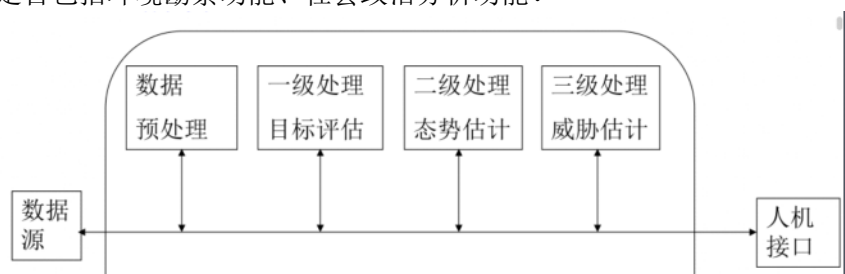 数据
预处理
一级处理
目标评估
二级处理
态势估计
三级处理
威胁估计
数据
源
人机
接口